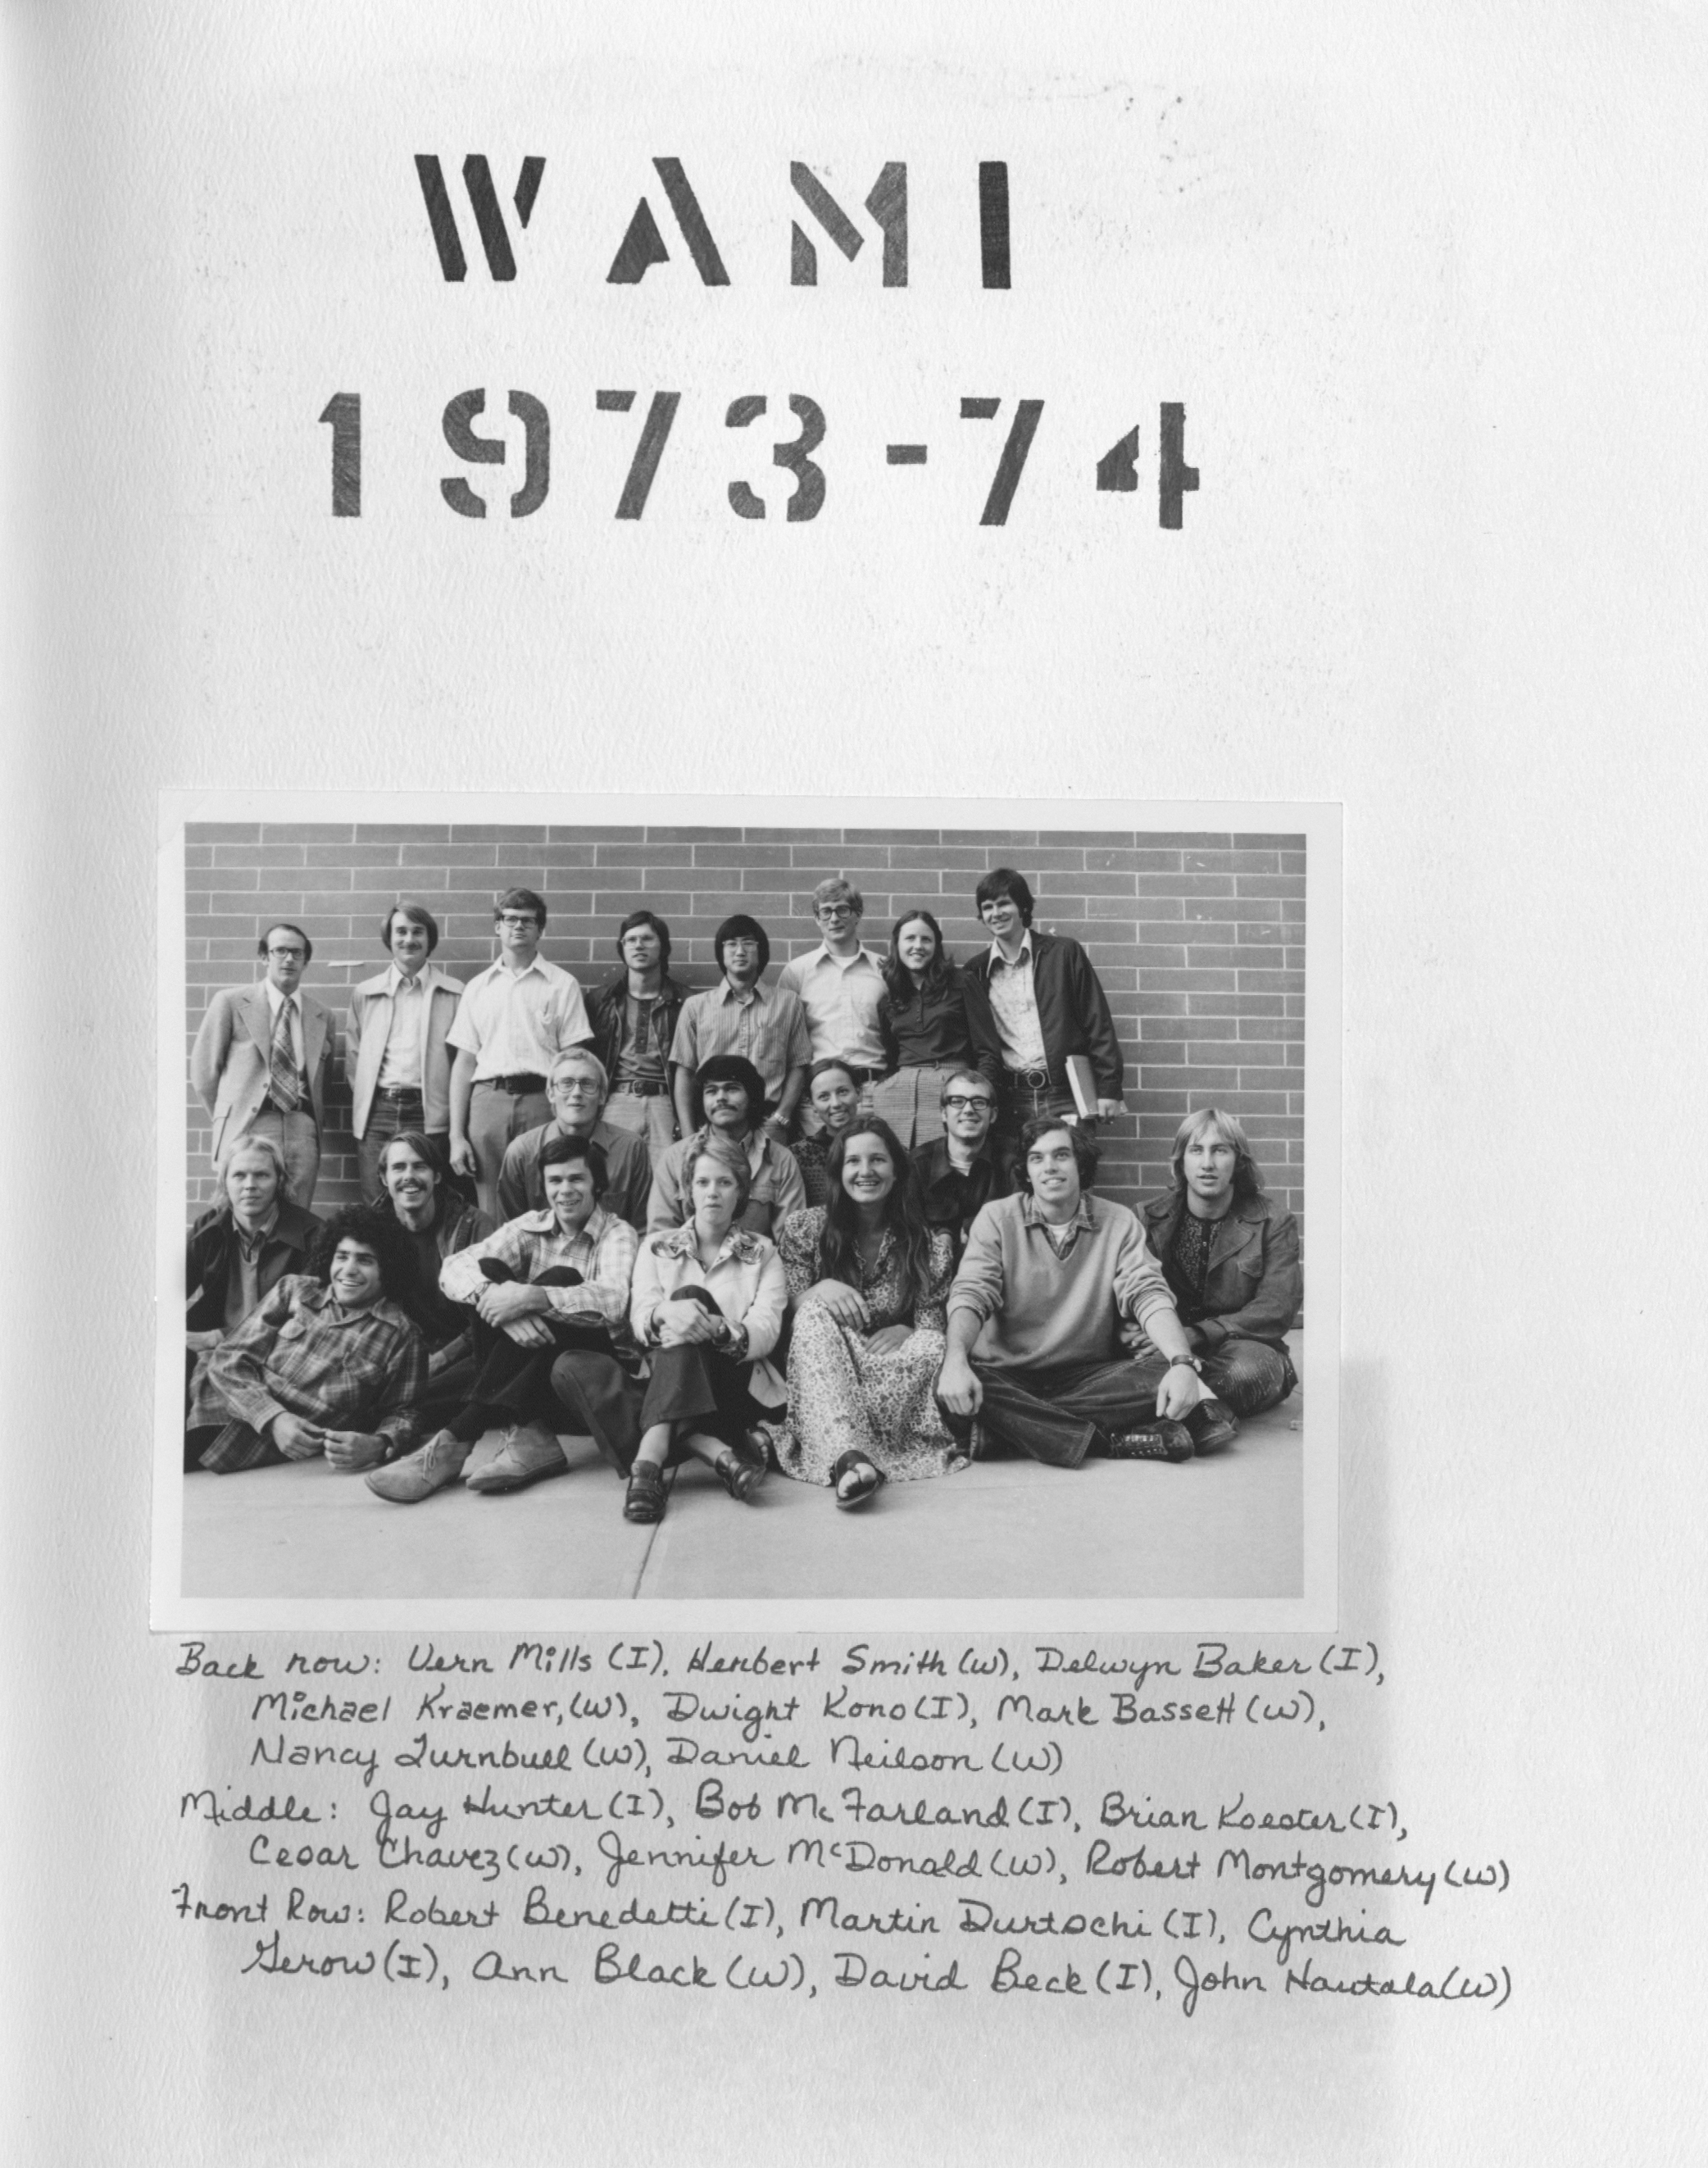 WAMI
1973-74
Back row: Vern Mills (I), Herbert Smith (W), Delwyn Baker (I),
Michael Kraemer, (W), Dwight Kono (I), Mark Bassett (W),
Nancy Turnbull (W), Daniel Neilson (W)
Middle: Jay Hunter (I), Bob McFarland (I), Brian Koester (I),
Cesar Chavez (W), Jennifer McDonald (W), Robert Montgomery (W)
Front Row: Robert Benedetti (I), Martin Durtschi (I), Cynthia
Gerow (I), Ann Black (W), David Beck (I), John Hautala (W)